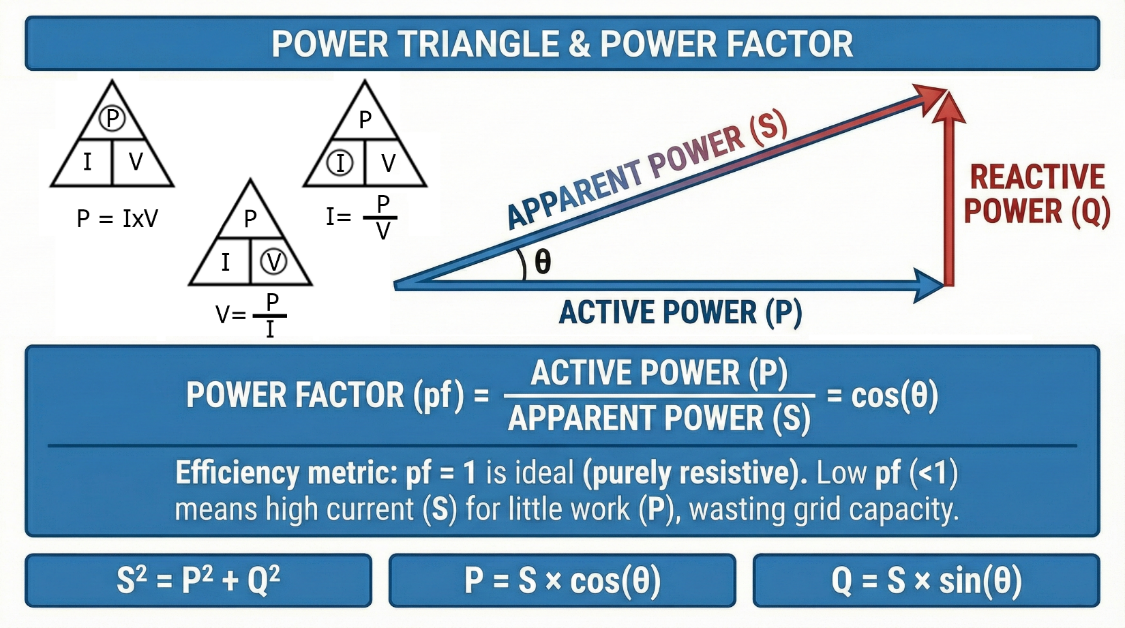 POWER TRIANGLE & POWER FACTOR
P
I V
P = IxV
P
I V
I= P
V
P
I V
V= P
I
APPARENT POWER (S)
θ
ACTIVE POWER (P)
REACTIVE
POWER (Q)
POWER FACTOR (pf) = ACTIVE POWER (P) = cos(θ)
APPARENT POWER (S)
Efficiency metric: pf = 1 is ideal (purely resistive). Low pf (<1)
means high current (S) for little work (P), wasting grid capacity.
S² = P² + Q²
P = S × cos(θ)
Q = S × sin(θ)